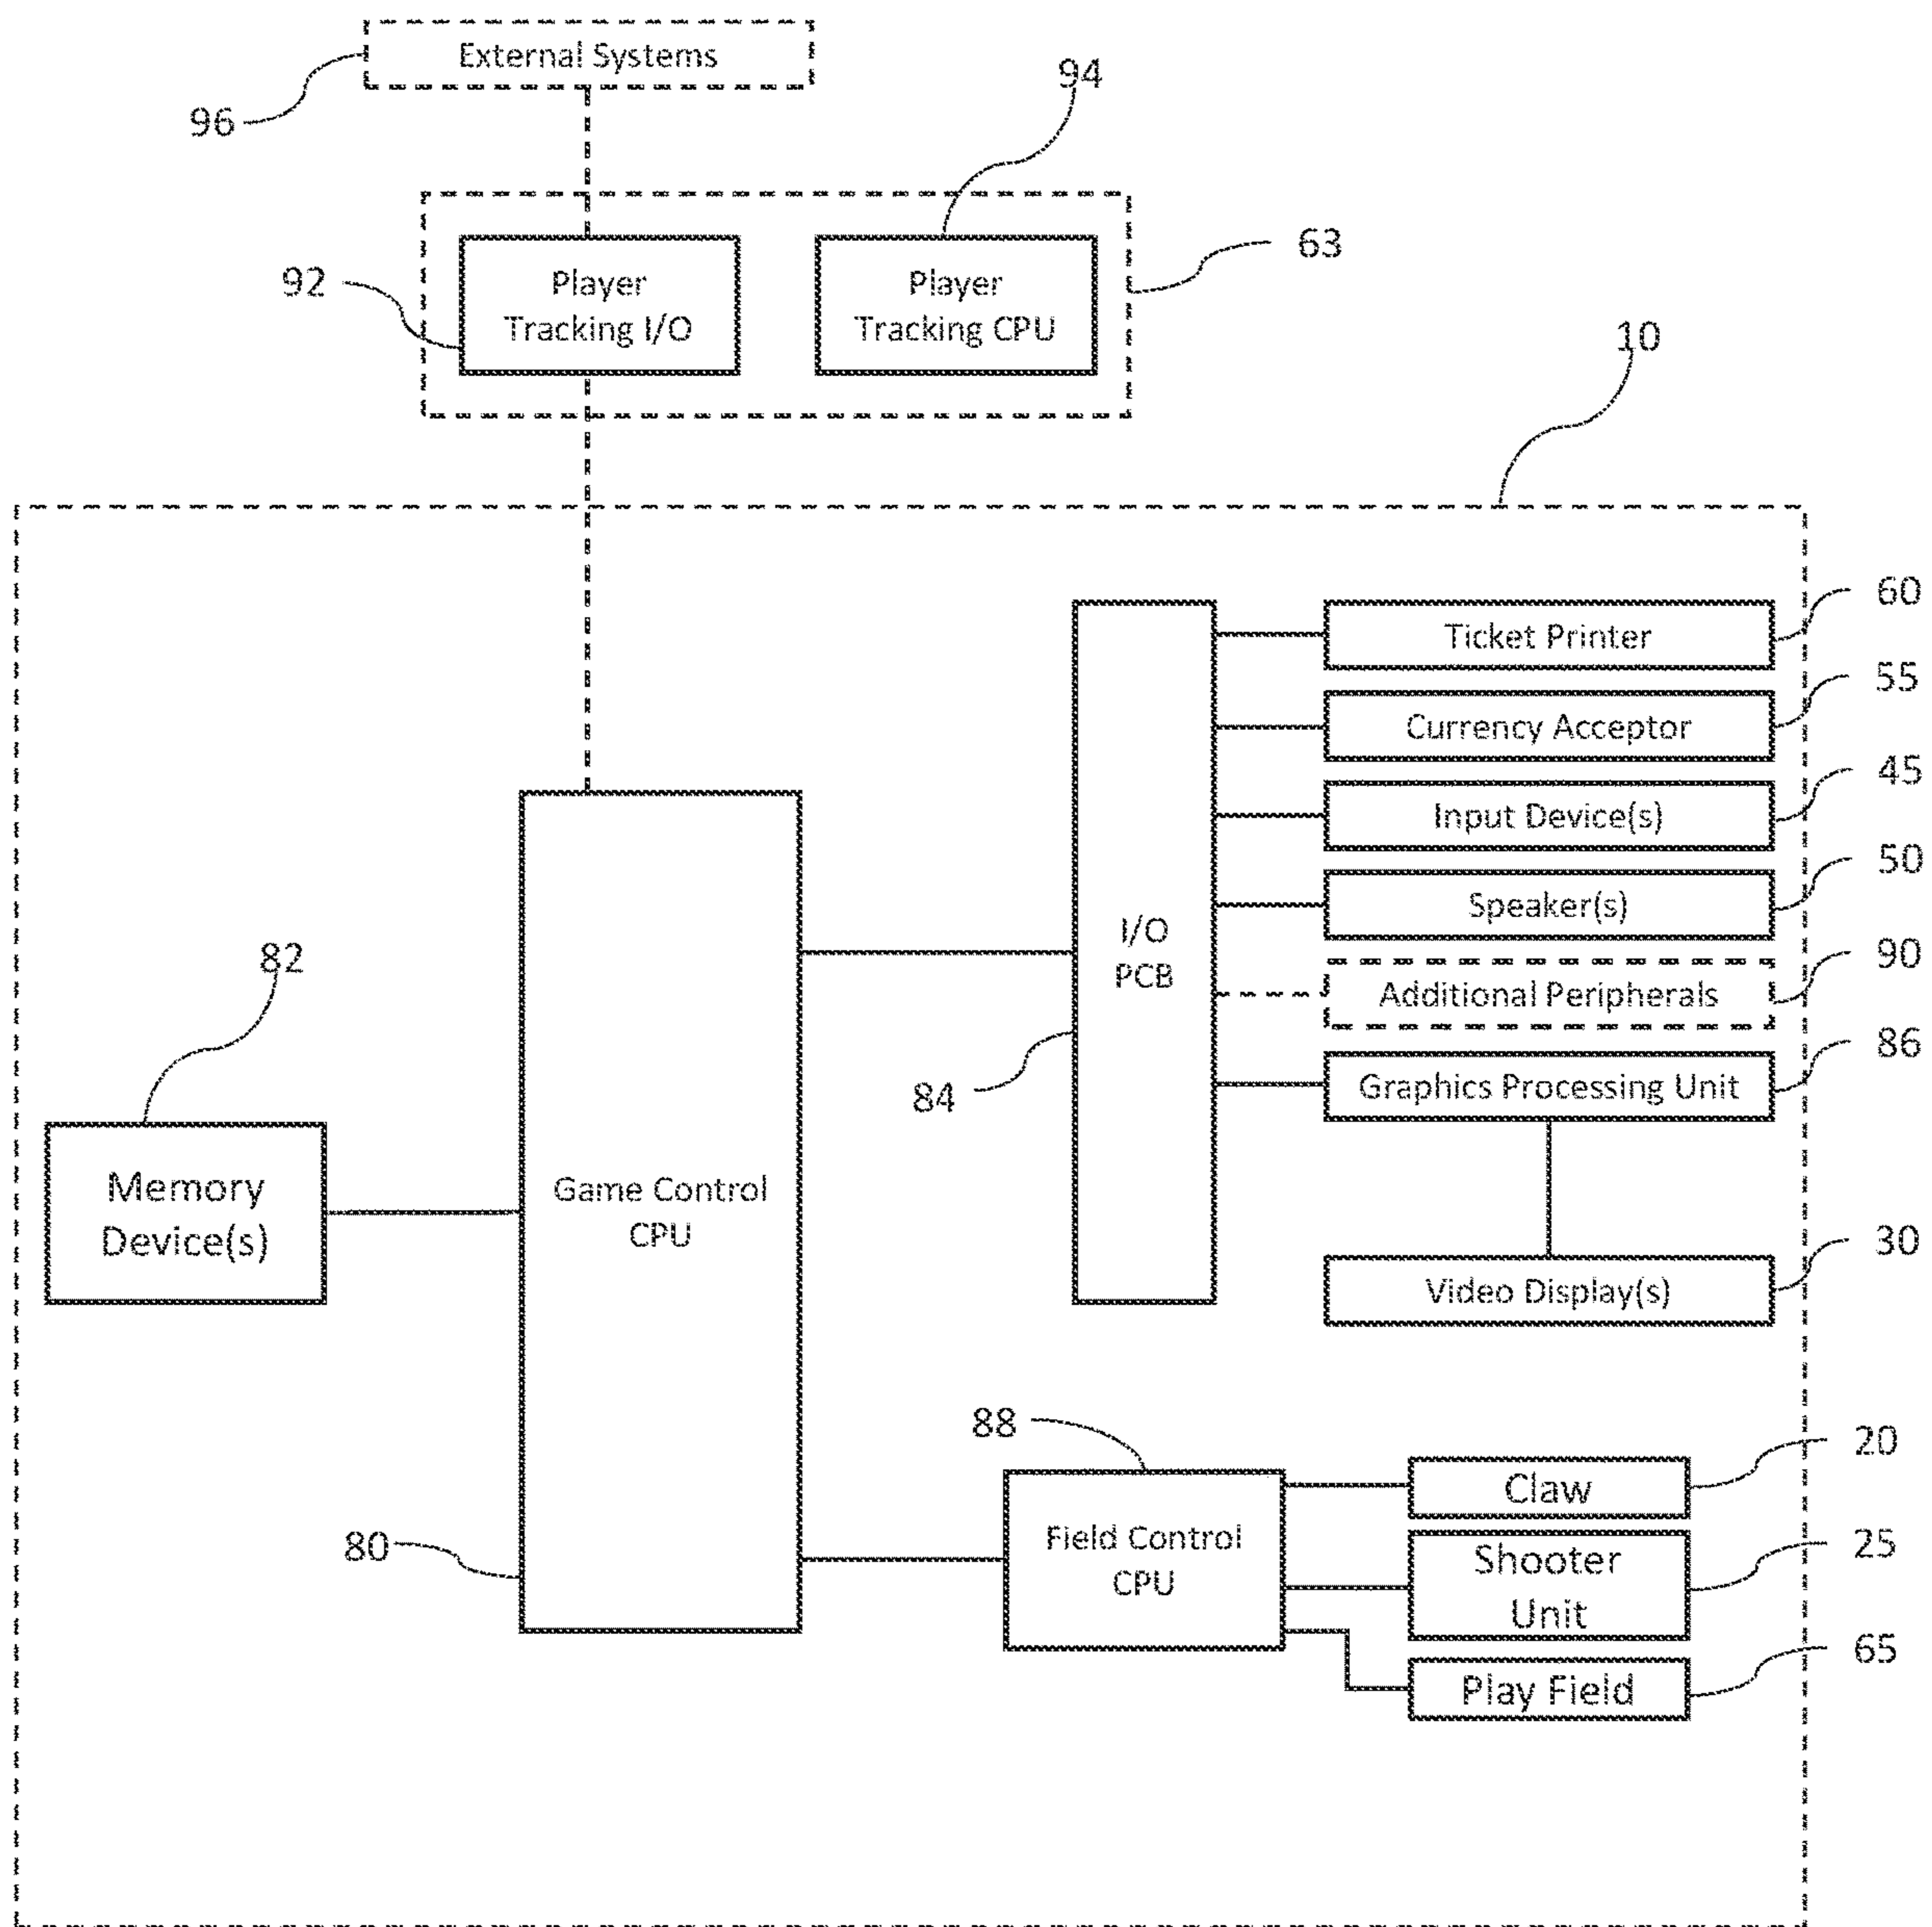 External Systems
96
94
Player
Tracking I/O
92
Player
Tracking CPU
63
10
Ticket Printer
60
Currency Acceptor
55
Input Device(s)
45
Speaker(s)
50
Additional Peripherals
90
Graphics Processing Unit
86
Video Display(s)
30
I/O
PCB
84
82
Memory
Device(s)
Game Control
CPU
80
88
Field Control
CPU
Claw
20
Shooter
Unit
25
Play Field
65